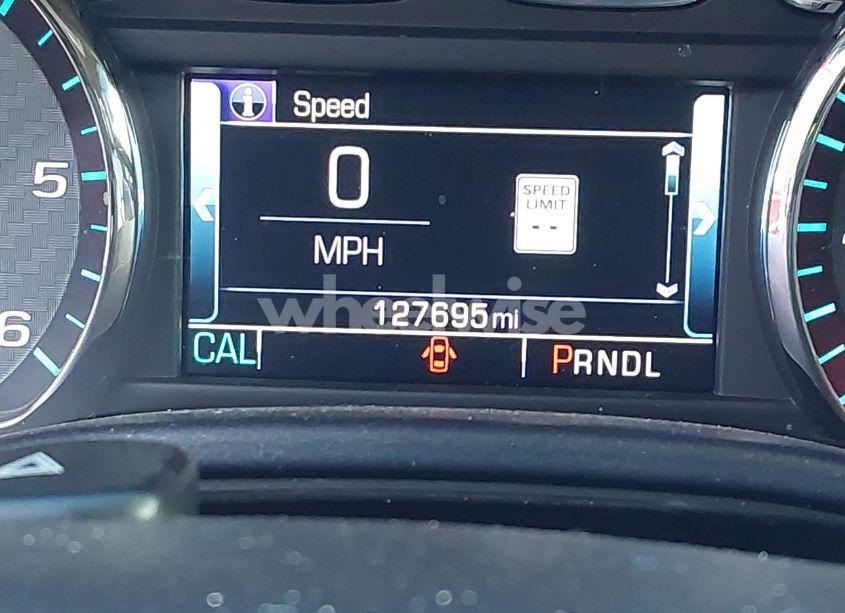 Speed
5
0
SPEED
LIMIT
--
MPH
6
127695 mi
wheelwise
CAL
PRNDL